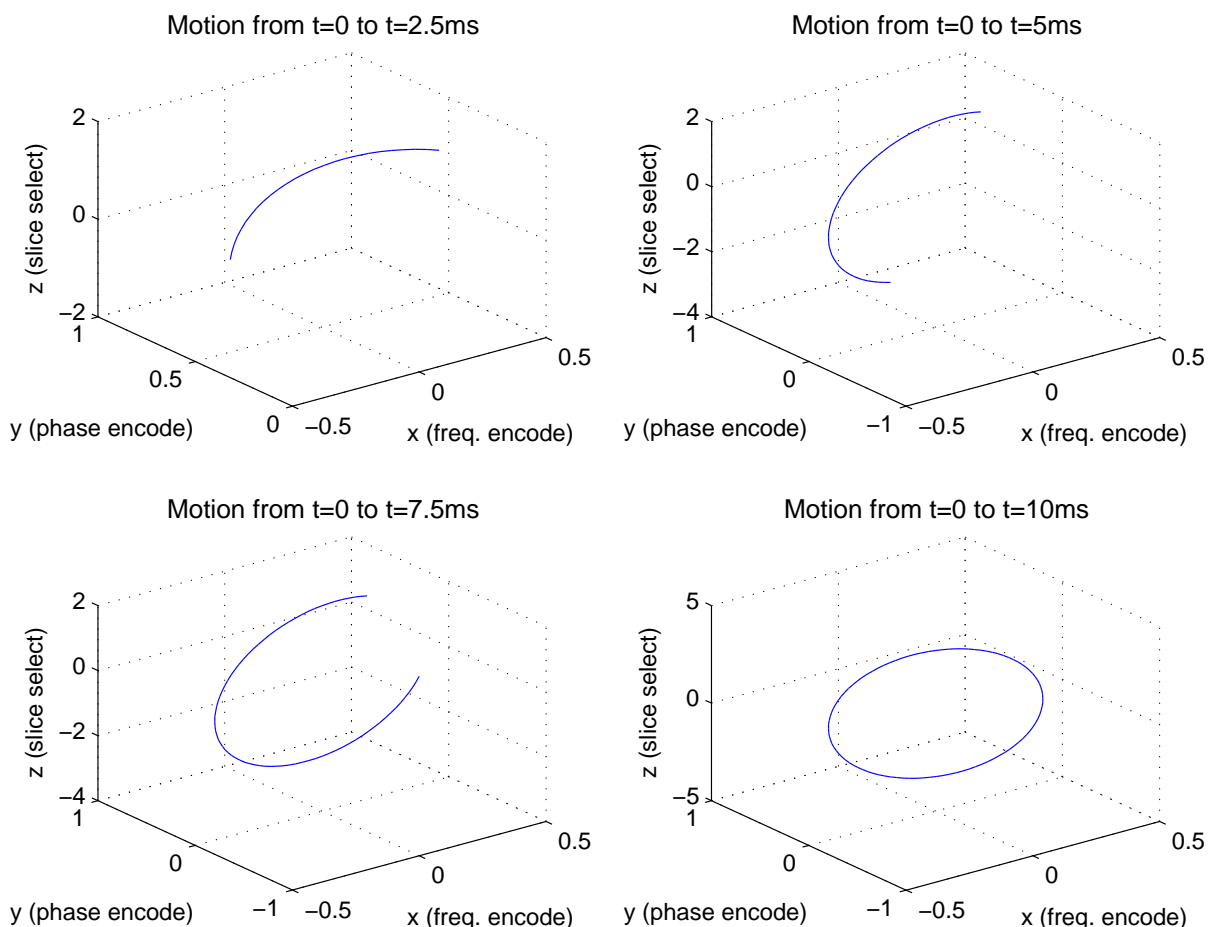 Motion from t=0 to t=2.5ms
2
0
−2
z (slice select)
1
0.5
0
y (phase encode)
−0.5
0
0.5
x (freq. encode)
Motion from t=0 to t=5ms
2
0
−2
−4
z (slice select)
1
0
−1
y (phase encode)
−0.5
0
0.5
x (freq. encode)
Motion from t=0 to t=7.5ms
2
0
−2
−4
z (slice select)
1
0
−1
y (phase encode)
−0.5
0
0.5
x (freq. encode)
Motion from t=0 to t=10ms
5
0
−5
z (slice select)
1
0
−1
y (phase encode)
−0.5
0
0.5
x (freq. encode)